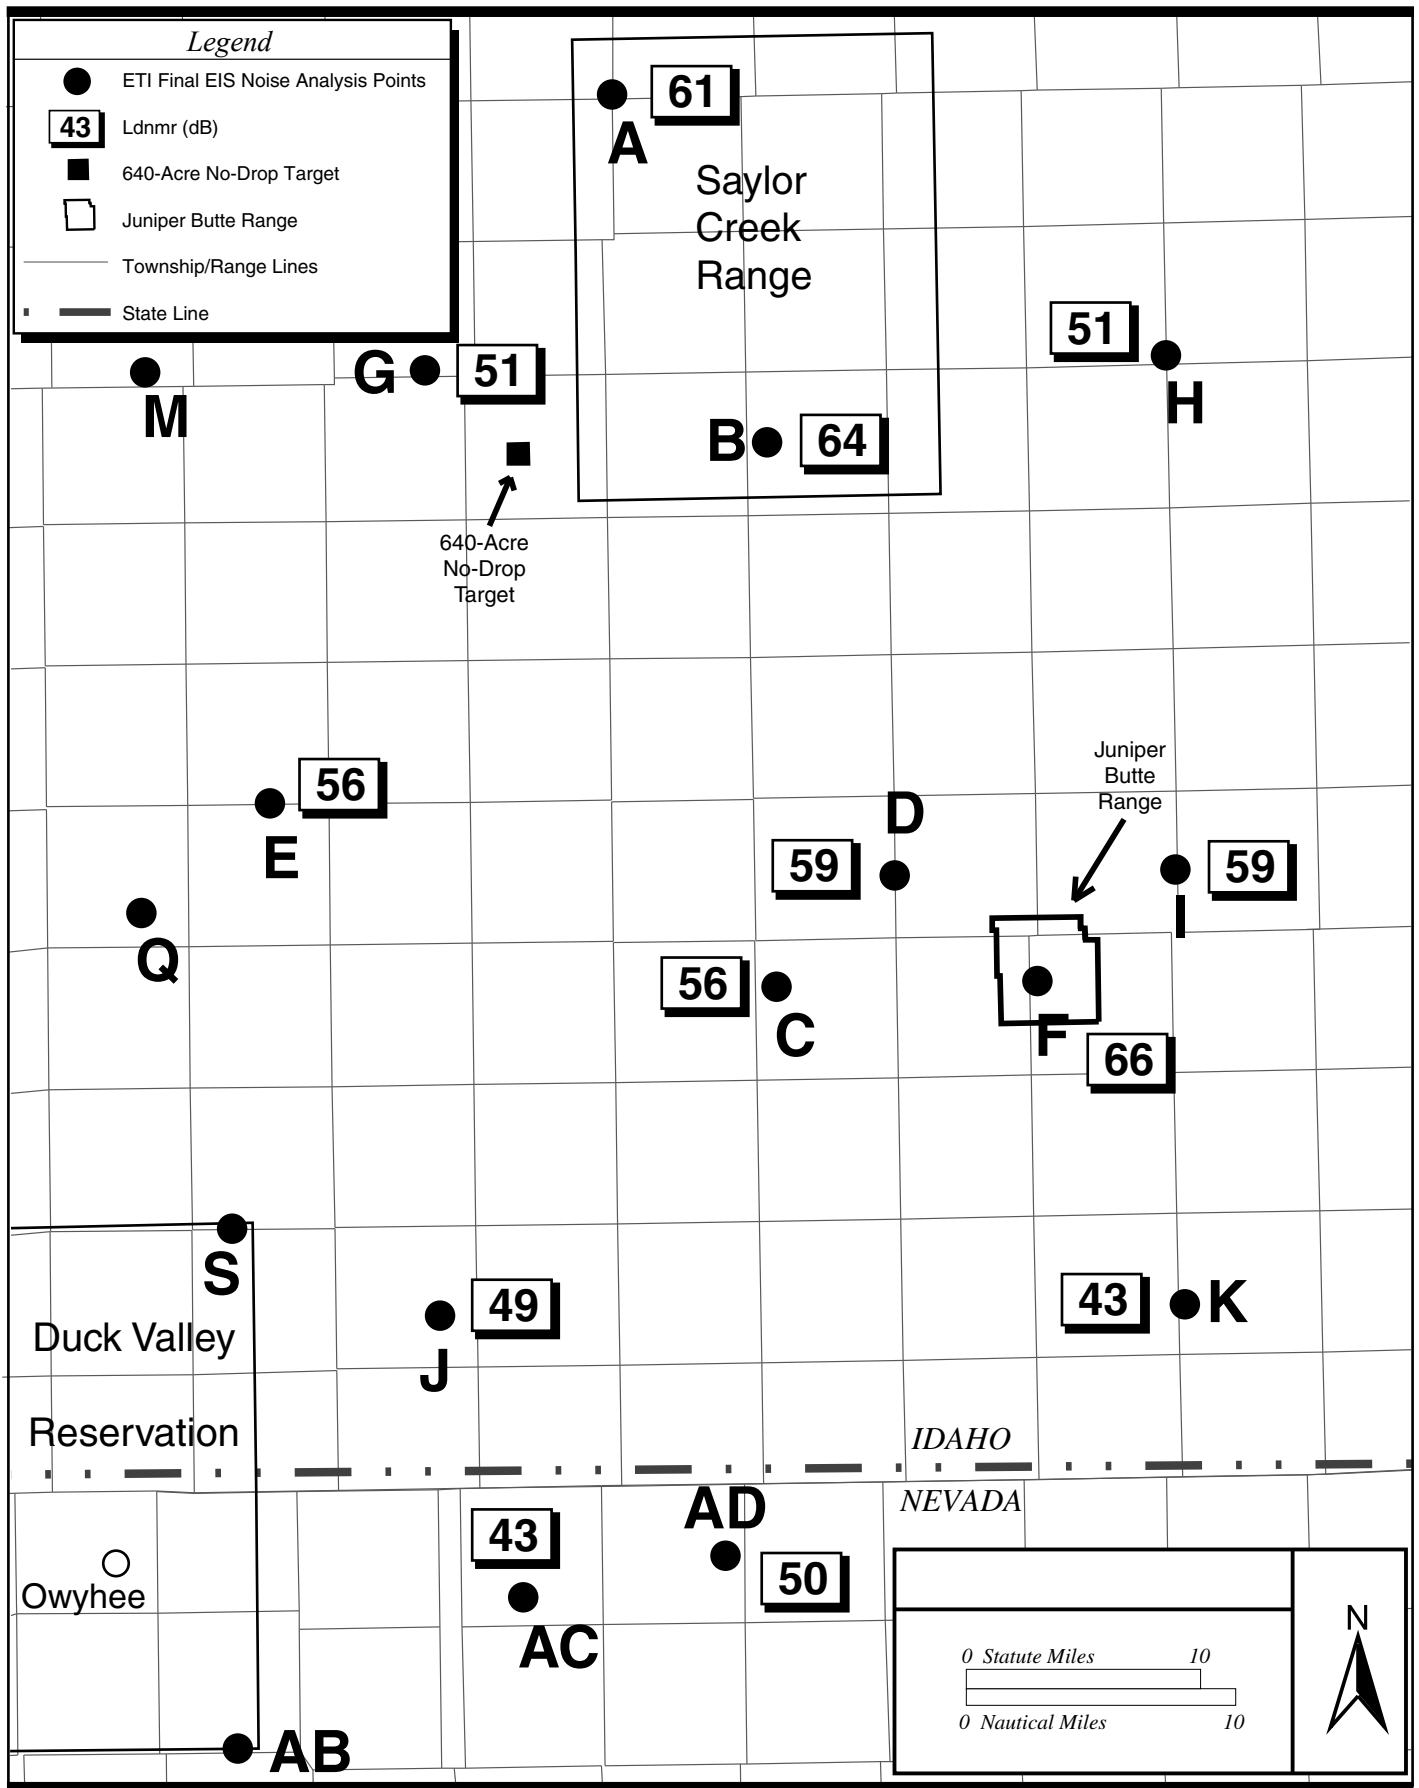 Legend
ETI Final EIS Noise Analysis Points
43 Ldnmr (dB)
640-Acre No-Drop Target
Juniper Butte Range
Township/Range Lines
State Line
61
A
Saylor
Creek
Range
51
H
M
G 51
B 64
640-Acre
No-Drop
Target
56
E
Q
Juniper
Butte
Range
D
59
59
I
56
C
F
66
S
Duck Valley
Reservation
49
J
43 K
IDAHO
NEVADA
AD
50
43
AC
Owyhee
AB
0 Statute Miles 10
0 Nautical Miles 10
N